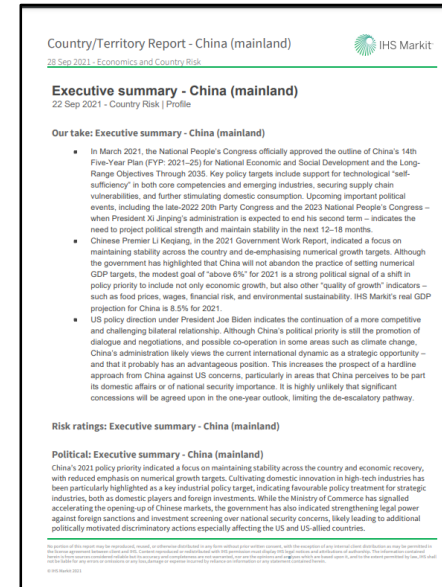 Country/Territory Report - China (mainland)
IHS Markit
28 Sep 2021 - Economics and Country Risk
Executive summary - China (mainland)
22 Sep 2021 - Country Risk | Profile
Our take: Executive summary - China (mainland)
In March 2021, the National People's Congress officially approved the outline of China's 14th
Five-Year Plan (FYP: 2021–25) for National Economic and Social Development and the Long-
Range Objectives Through 2035. Key policy targets include support for technological "self-
sufficiency" in both core competencies and emerging industries, securing supply chain
vulnerabilities, and further stimulating domestic consumption. Upcoming important political
events, including the late-2022 20th Party Congress and the 2023 National People's Congress –
when President Xi Jinping's administration is expected to end his second term – indicates the
need to project political strength and maintain stability in the next 12–18 months.
Chinese Premier Li Keqiang, in the 2021 Government Work Report, indicated a focus on
maintaining stability across the country and de-emphasising numerical growth targets. Although
the government has highlighted that China will not abandon the practice of setting numerical
GDP targets, the modest goal of "above 6%" for 2021 is a strong political signal of a shift in
policy priority to include not only economic growth, but also other "quality of growth" indicators –
such as food prices, wages, financial risk, and environmental sustainability. IHS Markit's real GDP
projection for China is 8.5% for 2021.
US policy direction under President Joe Biden indicates the continuation of a more competitive
and challenging bilateral relationship. Although China's political priority is still the promotion of
dialogue and negotiations, and possible co-operation in some areas such as climate change,
China's administration likely views the current international dynamic as a strategic opportunity –
and that it probably has an advantageous position. This increases the prospect of a hardline
approach from China against US concerns, particularly in areas that China perceives to be part
its domestic affairs or of national security importance. It is highly unlikely that significant
concessions will be agreed upon in the one-year outlook, limiting the de-escalatory pathway.
Risk ratings: Executive summary - China (mainland)
Political: Executive summary - China (mainland)
China's 2021 policy priority indicated a focus on maintaining stability across the country and economic recovery,
with reduced emphasis on numerical growth targets. Cultivating domestic innovation in high-tech industries has
been particularly highlighted as a key industrial policy target, indicating favourable policy treatment for strategic
industries, both as domestic players and foreign investments. While the Ministry of Commerce has signalled
accelerating the opening-up of Chinese markets, the government has also indicated strengthening legal power
against foreign sanctions and investment screening over national security concerns, likely leading to additional
politically motivated discriminatory actions especially affecting the US and US-allied countries.
© IHS Markit 2021